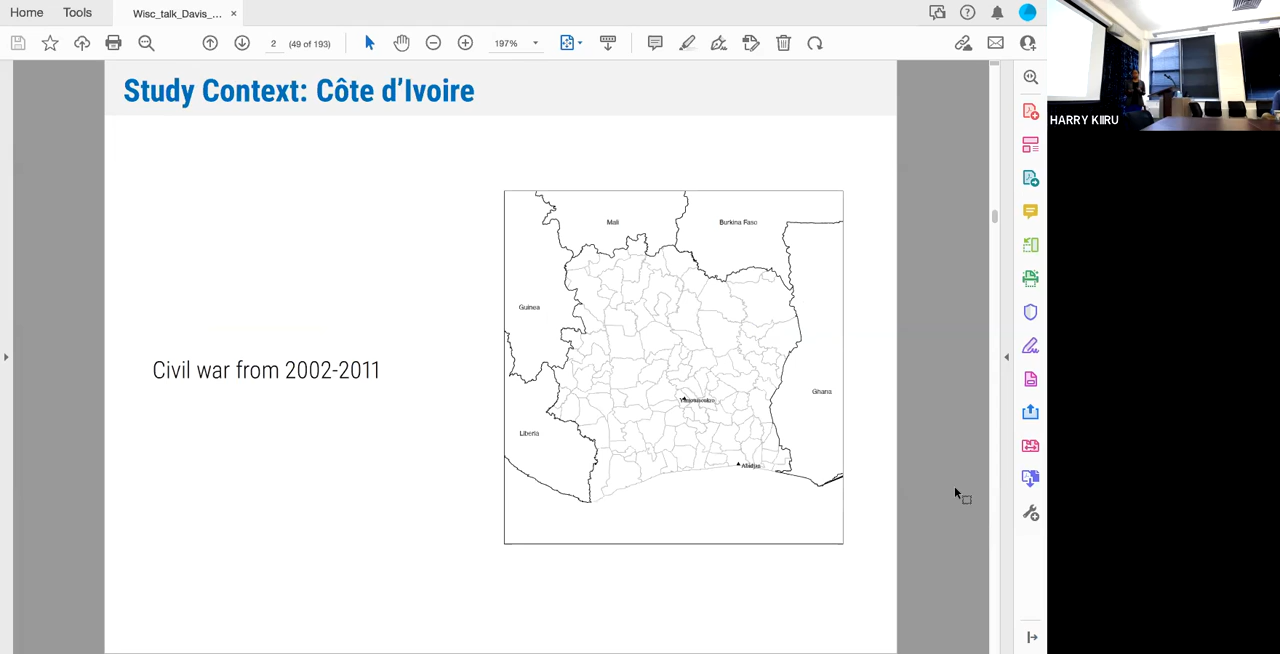 Home
Tools
Wisc_talk_Davis_... ×
2
(49 of 193)
197%
Study Context: Côte d'Ivoire
HARRY KIIRU
Mali
Burkina Faso
Guinea
Civil war from 2002-2011
Ghana
Yamoussoukro
Liberia
Abidjan